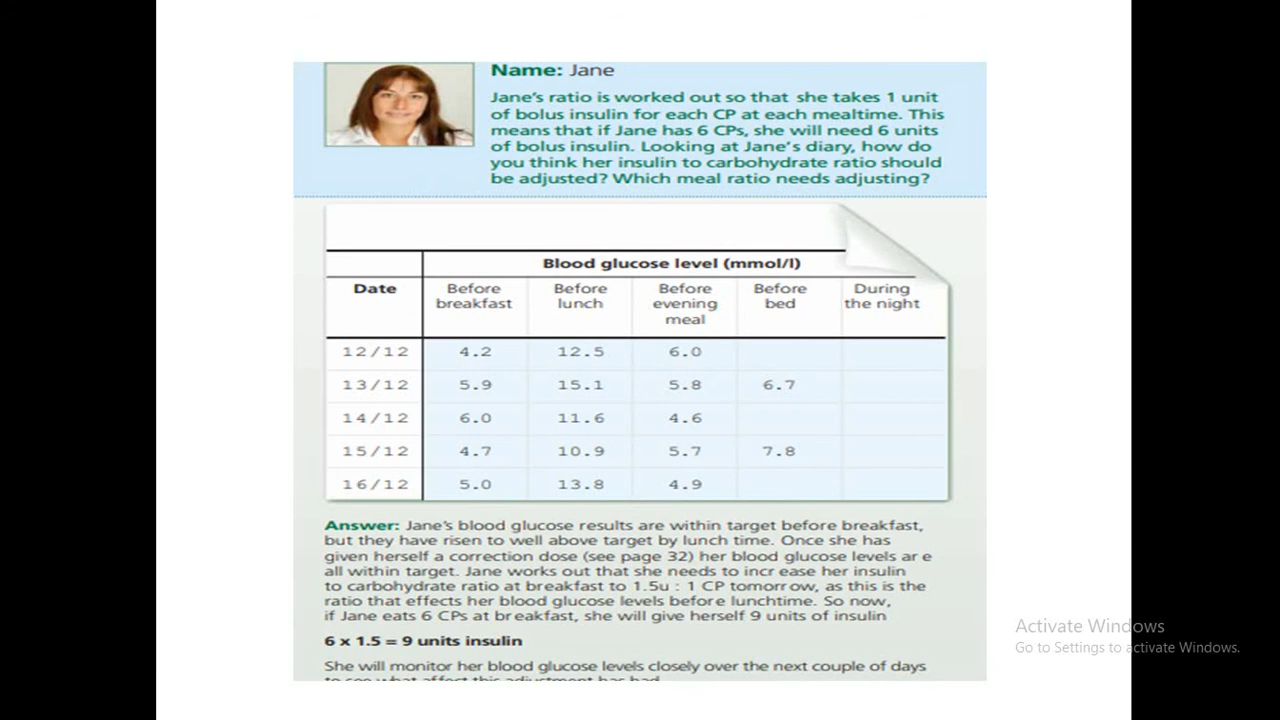 Name: Jane
Jane's ratio is worked out so that she takes 1 unit
of bolus insulin for each CP at each mealtime. This
means that if Jane has 6 CPs, she will need 6 units
of bolus insulin. Looking at Jane's diary, how do
you think her insulin to carbohydrate ratio should
be adjusted? Which meal ratio needs adjusting?
Blood glucose level (mmol/l)
Date Before breakfast Before lunch Before evening meal Before bed During the night
12/12 4.2 12.5 6.0
13/12 5.9 15.1 5.8 6.7
14/12 6.0 11.6 4.6
15/12 4.7 10.9 5.7 7.8
16/12 5.0 13.8 4.9
Answer: Jane's blood glucose results are within target before breakfast,
but they have risen to well above target by lunch time. Once she has
given herself a correction dose (see page 32) her blood glucose levels ar e
all within target. Jane works out that she needs to incr ease her insulin
to carbohydrate ratio at breakfast to 1.5u : 1 CP tomorrow, as this is the
ratio that effects her blood glucose levels before lunchtime. So now,
if Jane eats 6 CPs at breakfast, she will give herself 9 units of insulin
6 x 1.5 = 9 units insulin
She will monitor her blood glucose levels closely over the next couple of days
to see what affect this adjustment has had
Activate Windows
Go to Settings to activate Windows.